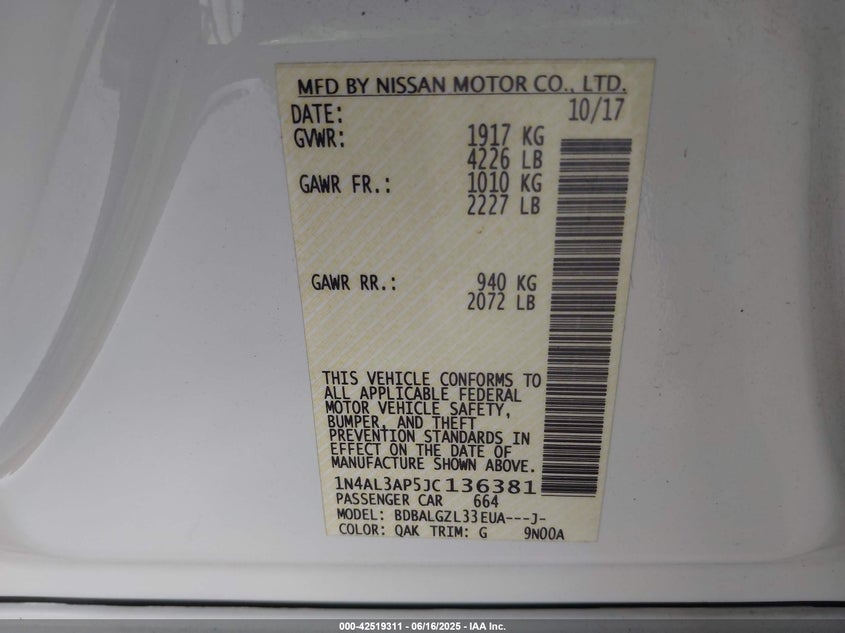 MFD BY NISSAN MOTOR CO., LTD.
DATE: 10/17
GVWR: 1917 KG
4226 LB
GAWR FR.: 1010 KG
2227 LB
GAWR RR.: 940 KG
2072 LB
THIS VEHICLE CONFORMS TO
ALL APPLICABLE FEDERAL
MOTOR VEHICLE SAFETY,
BUMPER, AND THEFT
PREVENTION STANDARDS IN
EFFECT ON THE DATE OF
MANUFACTURE SHOWN ABOVE.
1N4AL3AP5JC136381
PASSENGER CAR 664
MODEL: BDBALGZL33EUA---J-
COLOR: QAK TRIM: G 9N00A
000-42519311 - 06/16/2025 - IAA Inc.